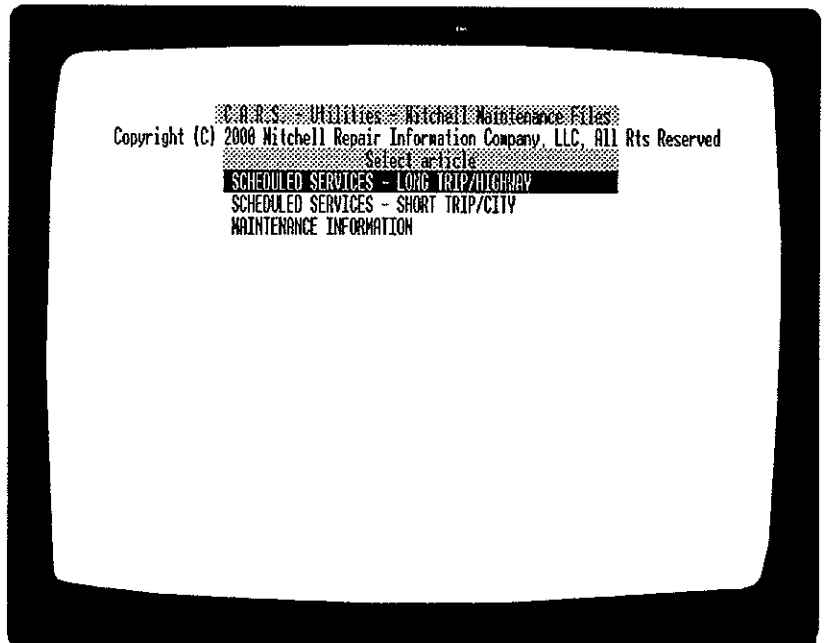 C.A.R.S. - Utilities - Mitchell Maintenance Files
Copyright (C) 2000 Mitchell Repair Information Company, LLC, All Rts Reserved
Select article
SCHEDULED SERVICES - LONG TRIP/HIGHWAY
SCHEDULED SERVICES - SHORT TRIP/CITY
MAINTENANCE INFORMATION